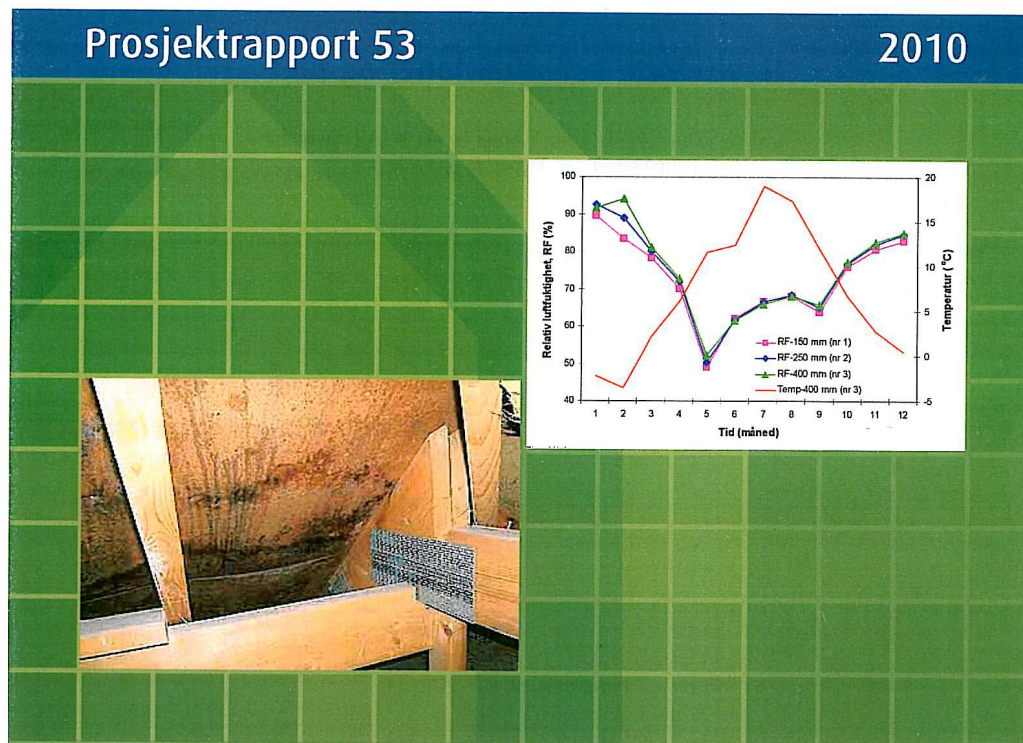 Prosjektrapport 53
2010
Relativ luftfuktighet, RF (%)
100
90
80
70
60
50
40
20
15
10
5
0
-5
Temperatur (°C)
RF-150 mm (nr 1)
RF-250 mm (nr 2)
RF-400 mm (nr 3)
Temp-400 mm (nr 3)
1 2 3 4 5 6 7 8 9 10 11 12
Tid (måned)